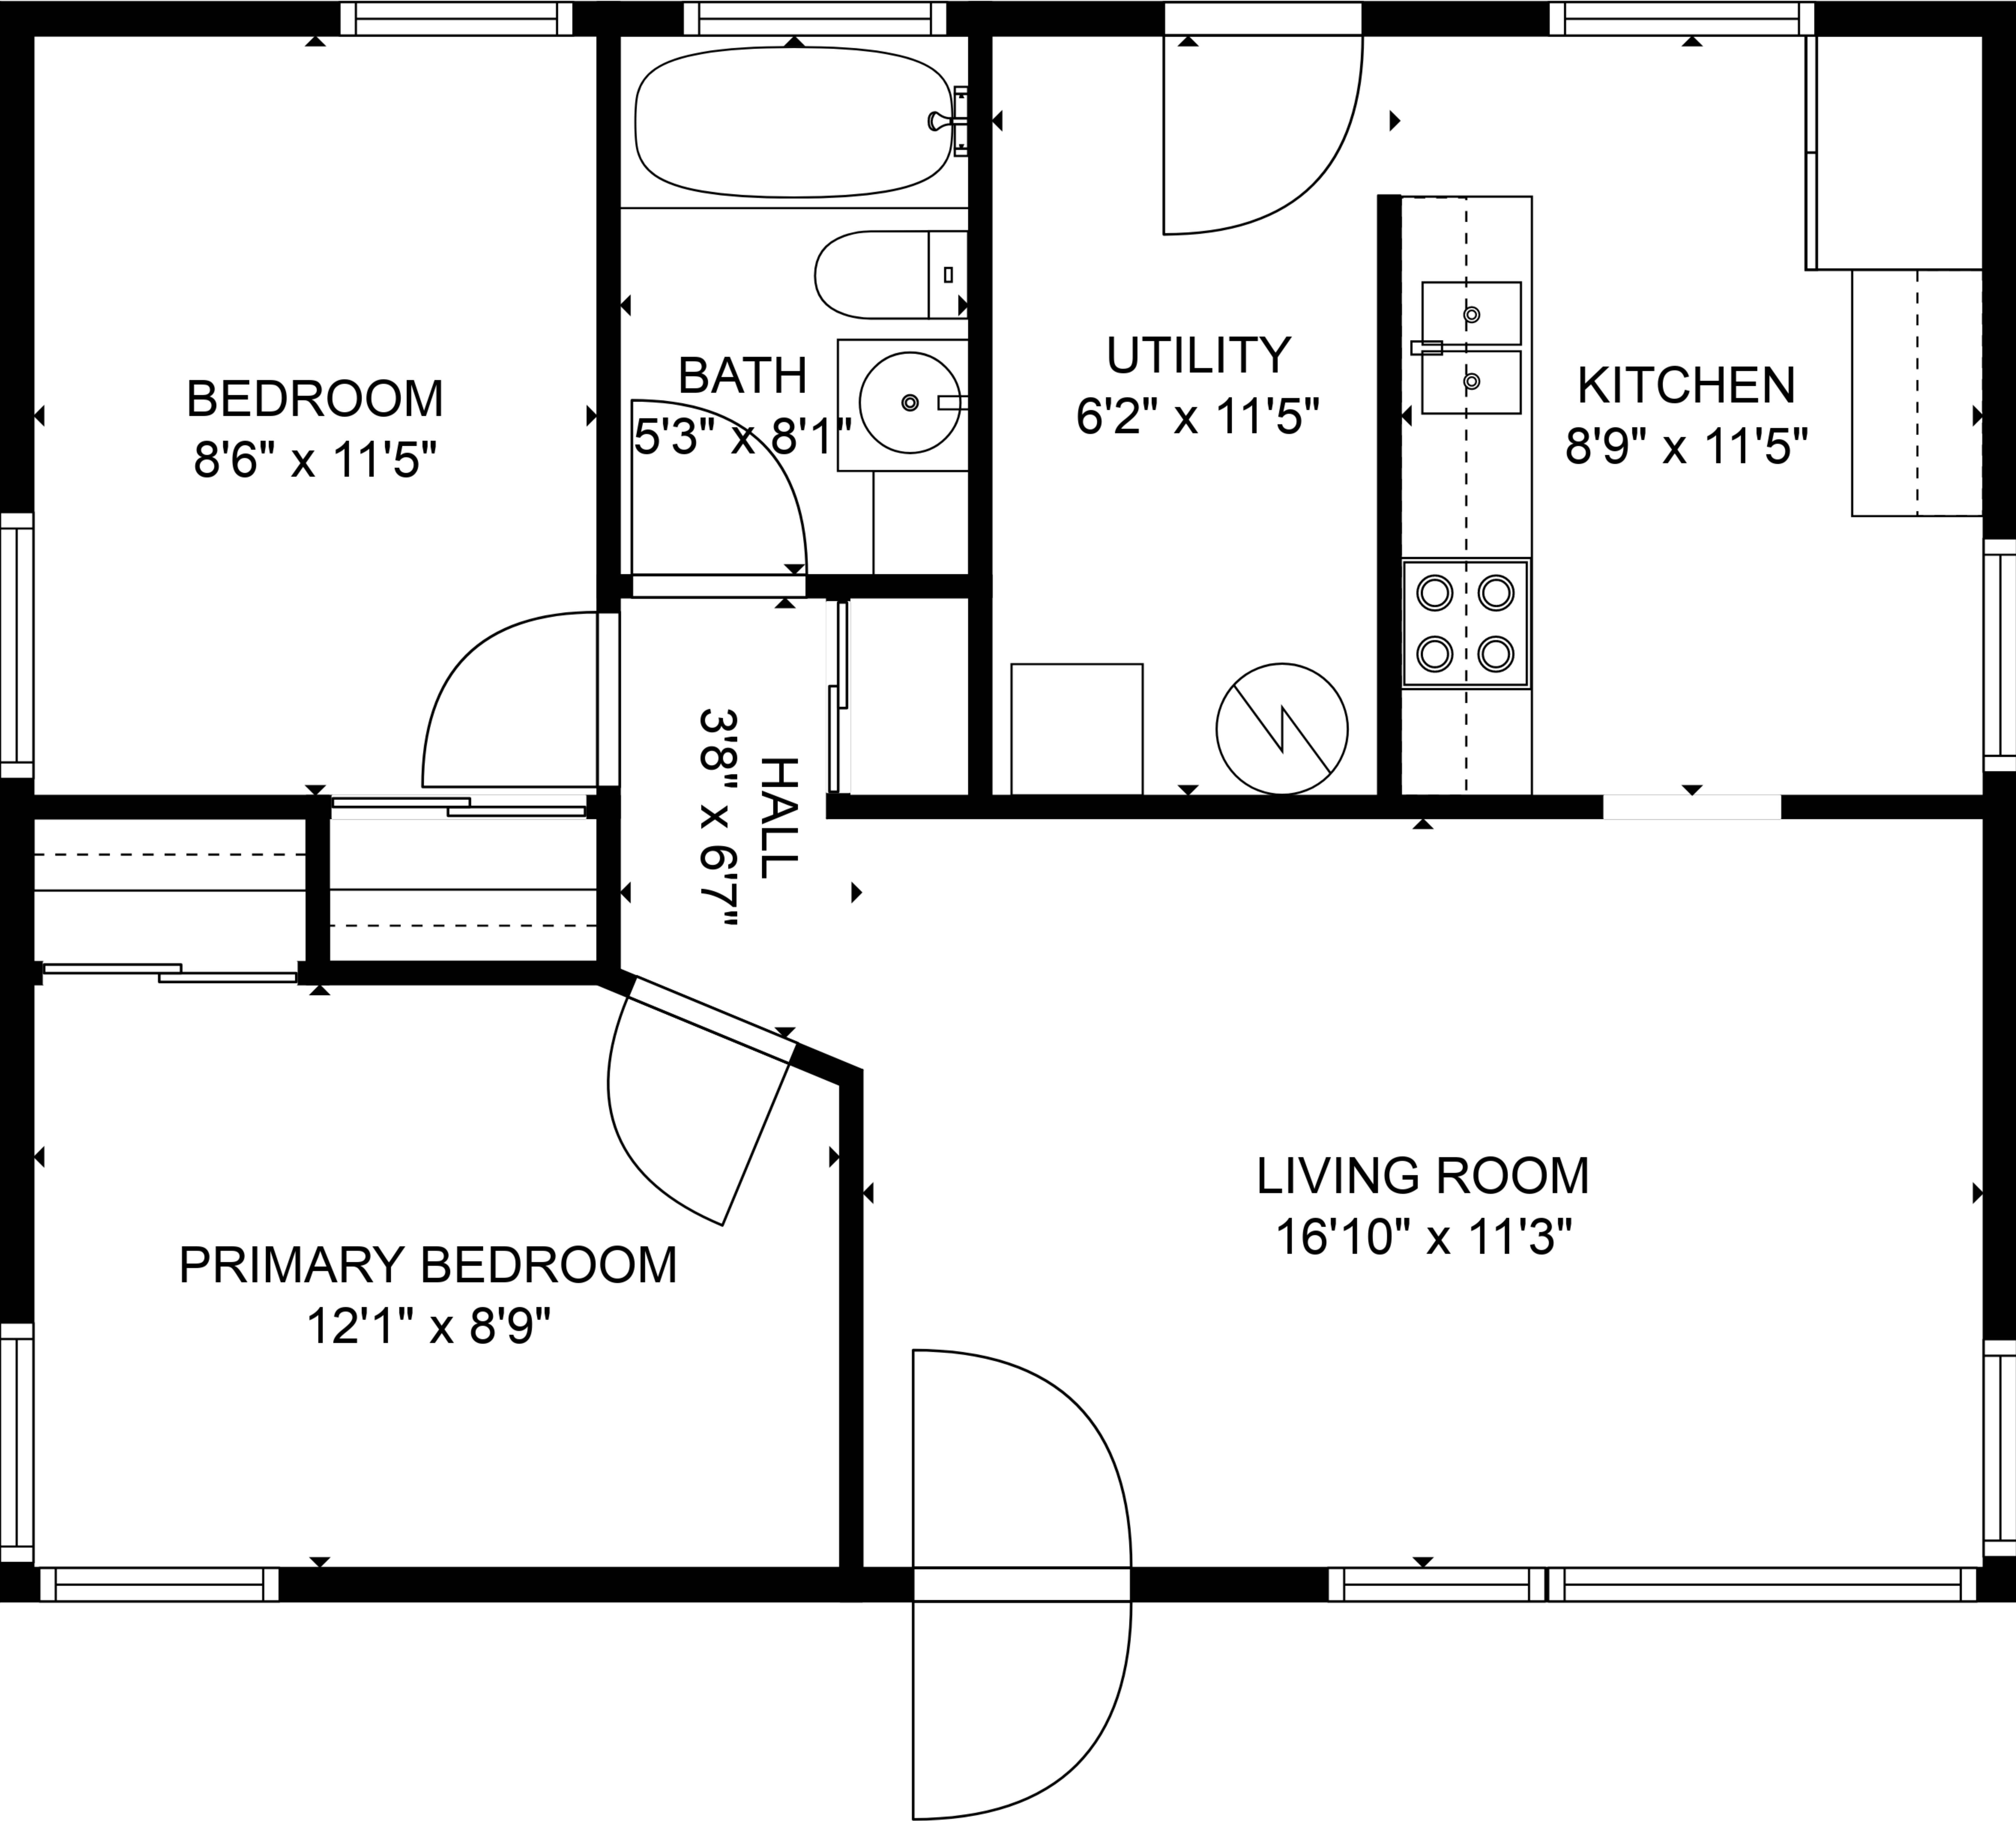 BEDROOM
8'6" x 11'5"
BATH
5'3" x 8'1"
UTILITY
6'2" x 11'5"
KITCHEN
8'9" x 11'5"
HALL
3'8" x 6'7"
LIVING ROOM
16'10" x 11'3"
PRIMARY BEDROOM
12'1" x 8'9"